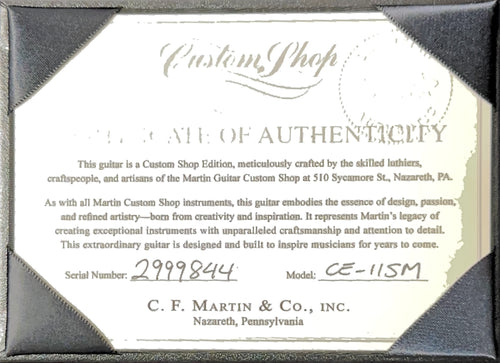 Custom Shop
CERTIFICATE OF AUTHENTICITY
This guitar is a Custom Shop Edition, meticulously crafted by the skilled luthiers,
craftspeople, and artisans of the Martin Guitar Custom Shop at 510 Sycamore St., Nazareth, PA.
As with all Martin Custom Shop instruments, this guitar embodies the essence of design, passion,
and refined artistry—born from creativity and inspiration. It represents Martin's legacy of
creating exceptional instruments with unparalleled craftsmanship and attention to detail.
This extraordinary guitar is designed and built to inspire musicians for years to come.
Serial Number: 2999844 Model: CE-11SM
C. F. MARTIN & CO., INC.
Nazareth, Pennsylvania